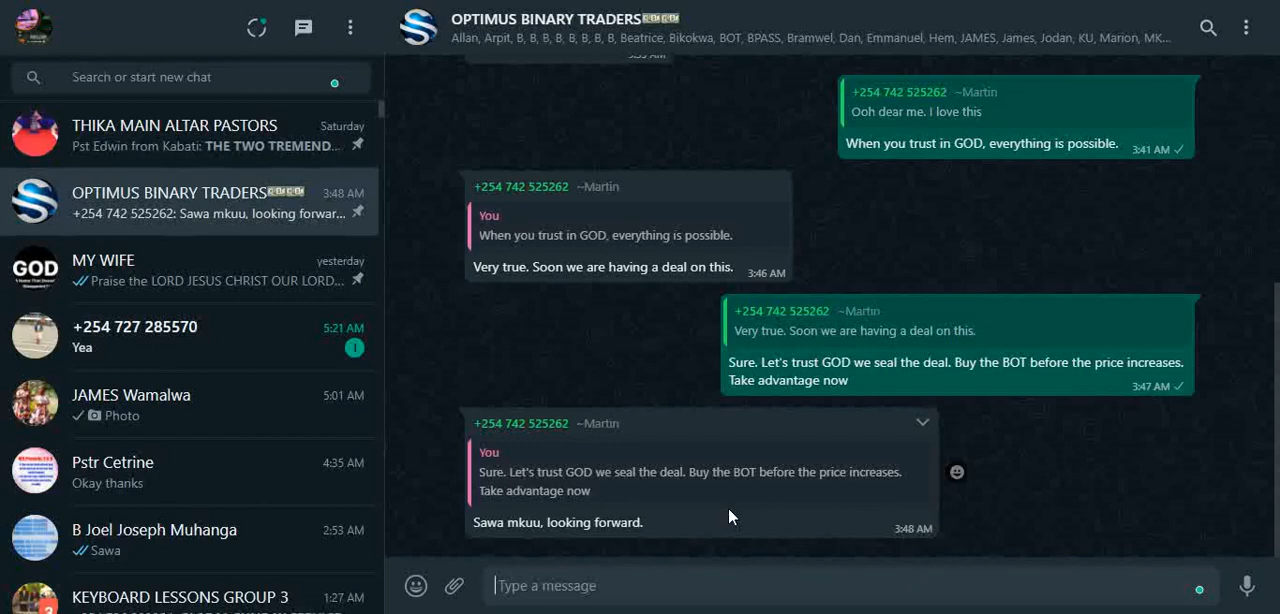 Search or start new chat
THIKA MAIN ALTAR PASTORS
Saturday
Pst Edwin from Kabati: THE TWO TREMEND...
OPTIMUS BINARY TRADERS
3:48 AM
+254 742 525262: Sawa mkuu, looking forwar...
MY WIFE
yesterday
Praise the LORD JESUS CHRIST OUR LORD...
GOD
+254 727 285570
5:21 AM
Yea
1
JAMES Wamalwa
5:01 AM
Photo
Pstr Cetrine
4:35 AM
Okay thanks
B Joel Joseph Muhanga
2:53 AM
Sawa
KEYBOARD LESSONS GROUP 3
1:27 AM
3
OPTIMUS BINARY TRADERS
Allan, Arpit, B, B, B, B, B, B, B, B, Beatrice, Bikokwa, BOT, BPASS, Bramwel, Dan, Emmanuel, Hem, JAMES, James, Jodan, KU, Marion, MK...
+254 742 525262 ~Martin
Ooh dear me. I love this
When you trust in GOD, everything is possible.
3:41 AM
+254 742 525262 ~Martin
You
When you trust in GOD, everything is possible.
Very true. Soon we are having a deal on this.
3:46 AM
+254 742 525262 ~Martin
Very true. Soon we are having a deal on this.
Sure. Let's trust GOD we seal the deal. Buy the BOT before the price increases.
Take advantage now
3:47 AM
+254 742 525262 ~Martin
You
Sure. Let's trust GOD we seal the deal. Buy the BOT before the price increases.
Take advantage now
Sawa mkuu, looking forward.
3:48 AM
Type a message